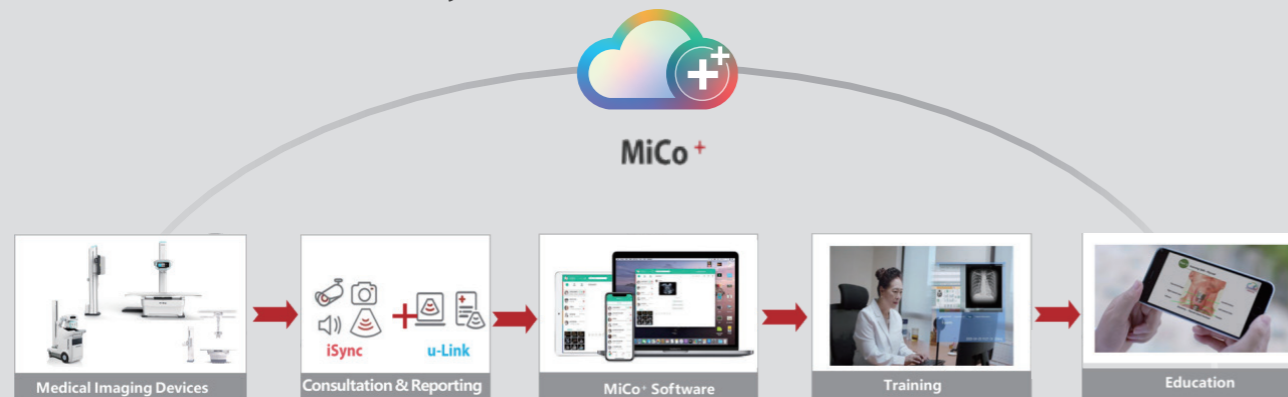 MiCo +
iSync
u-Link
Medical Imaging Devices
Consultation & Reporting
MiCo+ Software
Training
Education